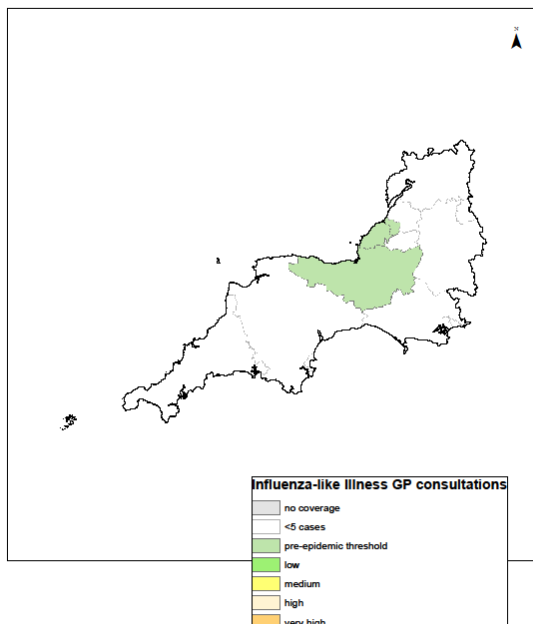 N
Influenza-like Illness GP consultations
no coverage
<5 cases
pre-epidemic threshold
low
medium
high
very high